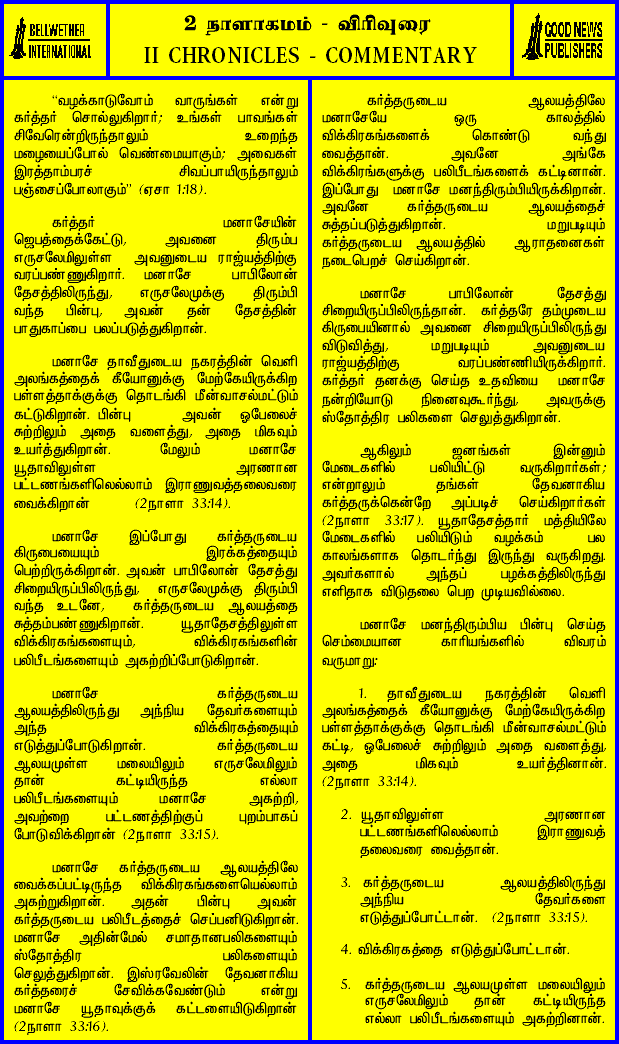 BELLWETHER
INTERNATIONAL
2 நாளாகமம் - விரிவுரை
II CHRONICLES - COMMENTARY
GOOD NEWS
PUBLISHERS
“வழக்காடுவோம் வாருங்கள் என்று
கர்த்தர் சொல்லுகிறார்; உங்கள் பாவங்கள்
சிவேரென்றிருந்தாலும் உறைந்த
மழையைப்போல் வெண்மையாகும்; அவைகள்
இரத்தாம்பரச் சிவப்பாயிருந்தாலும்
பஞ்சைப்போலாகும்” (ஏசா 1:18).
கர்த்தர் மனாசேயின்
ஜெபத்தைக்கேட்டு, அவனை திரும்ப
எருசலேமிலுள்ள அவனுடைய ராஜ்யத்திற்கு
வரப்பண்ணுகிறார். மனாசே பாபிலோன்
தேசத்திலிருந்து, எருசலேமுக்கு திரும்பி
வந்த பின்பு, அவன் தன் தேசத்தின்
பாதுகாப்பை பலப்படுத்துகிறான்.
மனாசே தாவீதுடைய நகரத்தின் வெளி
அலங்கத்தைக் கீயோனுக்கு மேற்கேயிருக்கிற
பள்ளத்தாக்குக்கு தொடங்கி மீன்வாசல்மட்டும்
கட்டுகிறான். பின்பு அவன் ஓபேலைச்
சுற்றிலும் அதை வளைத்து, அதை மிகவும்
உயர்த்துகிறான். மேலும் மனாசே
யூதாவிலுள்ள அரணான
பட்டணங்களிலெல்லாம் இராணுவத்தலைவரை
வைக்கிறான் (2நாளா 33:14).
மனாசே இப்போது கர்த்தருடைய
கிருபையையும் இரக்கத்தையும்
பெற்றிருக்கிறான். அவன் பாபிலோன் தேசத்து
சிறையிருப்பிலிருந்து, எருசலேமுக்கு திரும்பி
வந்த உடனே, கர்த்தருடைய ஆலயத்தை
சுத்தம்பண்ணுகிறான். யூதாதேசத்திலுள்ள
விக்கிரகங்களையும், விக்கிரகங்களின்
பலிபீடங்களையும் அகற்றிப்போடுகிறான்.
மனாசே கர்த்தருடைய
ஆலயத்திலிருந்து அந்நிய தேவர்களையும்
அந்த விக்கிரகத்தையும்
எடுத்துப்போடுகிறான். கர்த்தருடைய
ஆலயமுள்ள மலையிலும் எருசலேமிலும்
தான் கட்டியிருந்த எல்லா
பலிபீடங்களையும் மனாசே அகற்றி,
அவற்றை பட்டணத்திற்குப் புறம்பாகப்
போடுவிக்கிறான் (2நாளா 33:15).
மனாசே கர்த்தருடைய ஆலயத்திலே
வைக்கப்பட்டிருந்த விக்கிரகங்களையெல்லாம்
அகற்றுகிறான். அதன் பின்பு அவன்
கர்த்தருடைய பலிபீடத்தைச் செப்பனிடுகிறான்.
மனாசே அதின்மேல் சமாதானபலிகளையும்
ஸ்தோத்திர பலிகளையும்
செலுத்துகிறான். இஸ்ரவேலின் தேவனாகிய
கர்த்தரைச் சேவிக்கவேண்டும் என்று
மனாசே யூதாவுக்குக் கட்டளையிடுகிறான்
(2நாளா 33:16).
கர்த்தருடைய ஆலயத்திலே
மனாசேயே ஒரு காலத்தில்
விக்கிரகங்களைக் கொண்டு வந்து
வைத்தான். அவனே அங்கே
விக்கிரகங்களுக்கு பலிபீடங்களைக் கட்டினான்.
இப்போது மனாசே மனந்திரும்பியிருக்கிறான்.
அவனே கர்த்தருடைய ஆலயத்தைச்
சுத்தப்படுத்துகிறான். மறுபடியும்
கர்த்தருடைய ஆலயத்தில் ஆராதனைகள்
நடைபெறச் செய்கிறான்.
மனாசே பாபிலோன் தேசத்து
சிறையிருப்பிலிருந்தான். கர்த்தரே தம்முடைய
கிருபையினால் அவனை சிறையிருப்பிலிருந்து
விடுவித்து, மறுபடியும் அவனுடைய
ராஜ்யத்திற்கு வரப்பண்ணியிருக்கிறார்.
கர்த்தர் தனக்கு செய்த உதவியை மனாசே
நன்றியோடு நினைவுகூர்ந்து, அவருக்கு
ஸ்தோத்திர பலிகளை செலுத்துகிறான்.
ஆகிலும் ஜனங்கள் இன்னும்
மேடைகளில் பலியிட்டு வருகிறார்கள்;
என்றாலும் தங்கள் தேவனாகிய
கர்த்தருக்கென்றே அப்படிச் செய்கிறார்கள்
(2நாளா 33:17). யூதாதேசத்தார் மத்தியிலே
மேடைகளில் பலியிடும் வழக்கம் பல
காலங்களாக தொடர்ந்து இருந்து வருகிறது.
அவர்களால் அந்தப் பழக்கத்திலிருந்து
எளிதாக விடுதலை பெற முடியவில்லை.
மனாசே மனந்திரும்பிய பின்பு செய்த
செம்மையான காரியங்களின் விவரம்
வருமாறு:
1. தாவீதுடைய நகரத்தின் வெளி
அலங்கத்தைக் கீயோனுக்கு மேற்கேயிருக்கிற
பள்ளத்தாக்குக்கு தொடங்கி மீன்வாசல்மட்டும்
கட்டி, ஓபேலைச் சுற்றிலும் அதை வளைத்து,
அதை மிகவும் உயர்த்தினான்.
(2நாளா 33:14).
2. யூதாவிலுள்ள அரணான
பட்டணங்களிலெல்லாம் இராணுவத்
தலைவரை வைத்தான்.
3. கர்த்தருடைய ஆலயத்திலிருந்து
அந்நிய தேவர்களை
எடுத்துப்போட்டான். (2நாளா 33:15).
4. விக்கிரகத்தை எடுத்துப்போட்டான்.
5. கர்த்தருடைய ஆலயமுள்ள மலையிலும்
எருசலேமிலும் தான் கட்டியிருந்த
எல்லா பலிபீடங்களையும் அகற்றினான்.